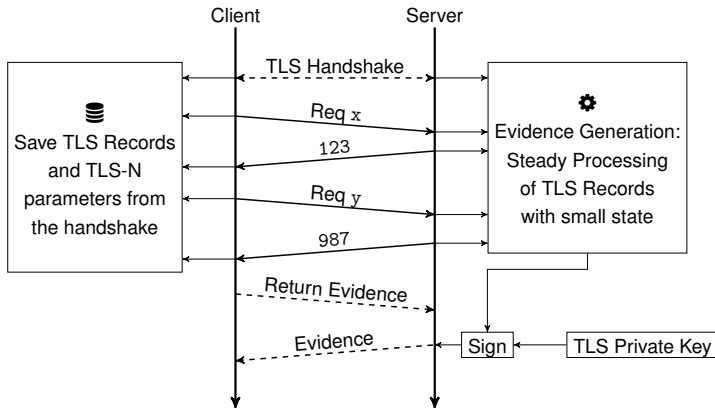 Client
Server
TLS Handshake
Req x
123
Req y
987
Return Evidence
Evidence
Save TLS Records
and TLS-N
parameters from
the handshake
Evidence Generation:
Steady Processing
of TLS Records
with small state
Sign
TLS Private Key